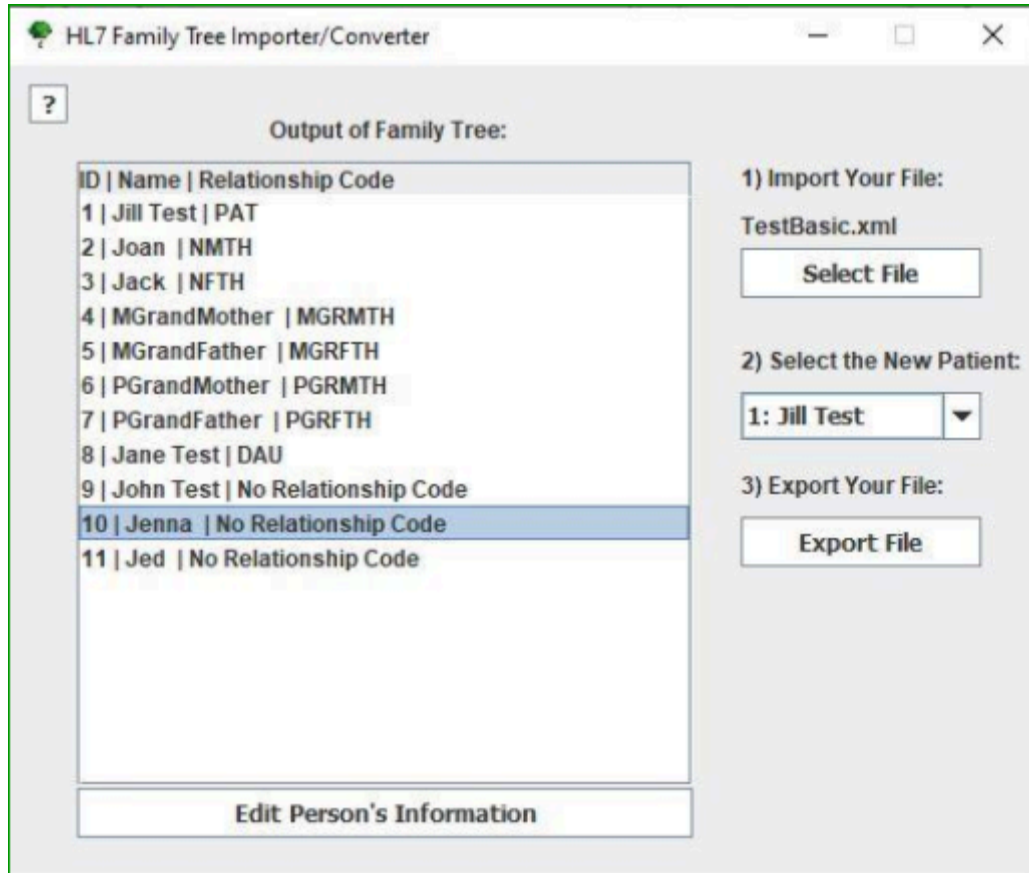 HL7 Family Tree Importer/Converter
?
Output of Family Tree:
ID | Name | Relationship Code
1 | Jill Test | PAT
2 | Joan | NMTH
3 | Jack | NFTH
4 | MGrandMother | MGRMTH
5 | MGrandFather | MGRFTH
6 | PGrandMother | PGRMTH
7 | PGrandFather | PGRFTH
8 | Jane Test | DAU
9 | John Test | No Relationship Code
10 | Jenna | No Relationship Code
11 | Jed | No Relationship Code
Edit Person's Information
1) Import Your File:
TestBasic.xml
Select File
2) Select the New Patient:
1: Jill Test
3) Export Your File:
Export File